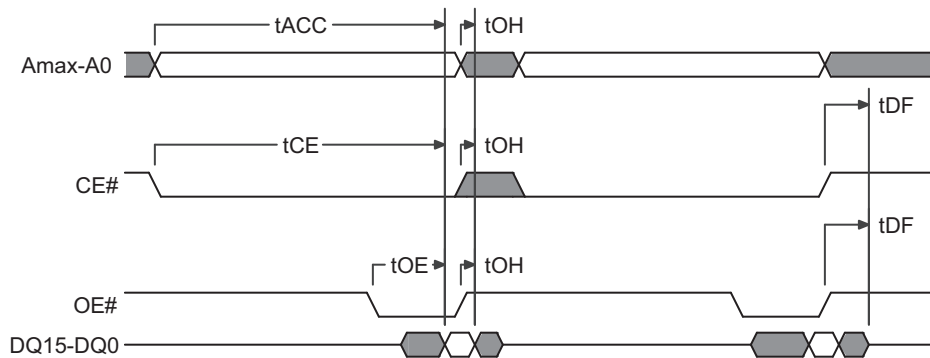 tACC
tOH
Amax-A0
tDF
tCE
tOH
CE#
tDF
tOE
tOH
OE#
DQ15-DQ0